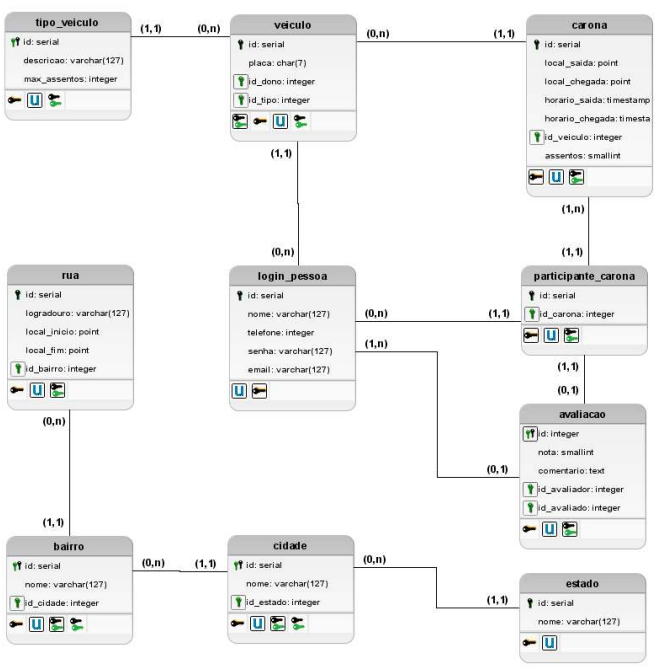 tipo_veiculo
id: serial
descricao: varchar(127)
max_assentos: integer
U
(1,1)
(0,n)
veiculo
id: serial
placa: char(7)
id_dono: integer
id_tipo: integer
U
(0,n)
(1,1)
carona
id: serial
local_saida: point
local_chegada: point
horario_saida: timestamp
horario_chegada: timesta
id_veiculo: integer
assentos: smallint
U
(1,1)
(0,n)
(1,n)
(1,1)
rua
id: serial
logradouro: varchar(127)
local_inicio: point
local_fim: point
id_bairro: integer
U
login_pessoa
id: serial
nome: varchar(127)
telefone: integer
senha: varchar(127)
email: varchar(127)
U
(0,n)
(1,1)
(1,n)
(0,1)
participante_carona
id: serial
id_carona: integer
U
(1,1)
(0,1)
avaliacao
id: integer
nota: smallint
comentario: text
id_avaliador: integer
id_avaliado: integer
U
(0,n)
(1,1)
bairro
id: serial
nome: varchar(127)
id_cidade: integer
U
(0,n)
(1,1)
cidade
id: serial
nome: varchar(127)
id_estado: integer
U
(0,n)
(1,1)
estado
id: serial
nome: varchar(127)
U